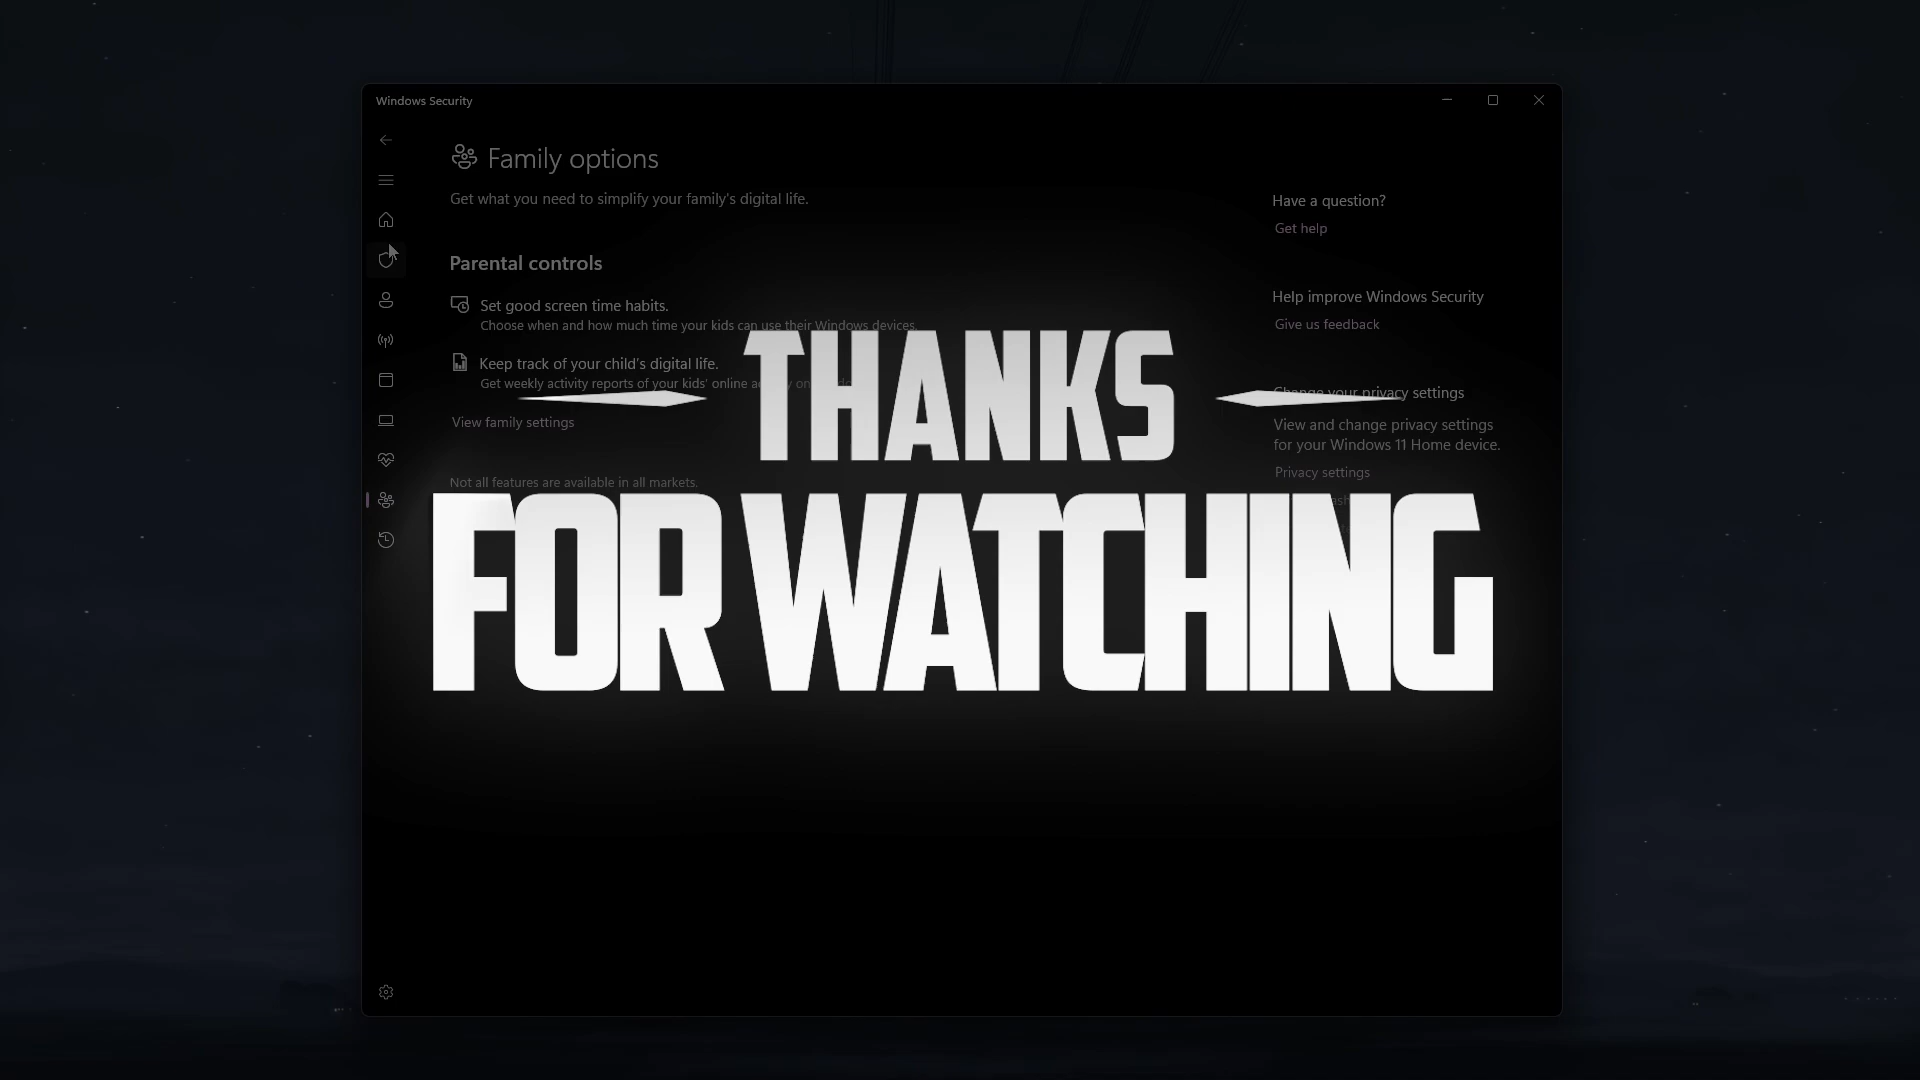 Windows Security
Family options
Get what you need to simplify your family's digital life.
Parental controls
Set good screen time habits.
Choose when and how much time your kids can use their Windows devices.
Keep track of your child's digital life.
Get weekly activity reports of your kids' online
View family settings
Not all features are available in all markets.
Have a question?
Get help
Help improve Windows Security
Give us feedback
Change your privacy settings
View and change privacy settings
for your Windows 11 Home device.
Privacy settings
THANKS
FOR WATCHING